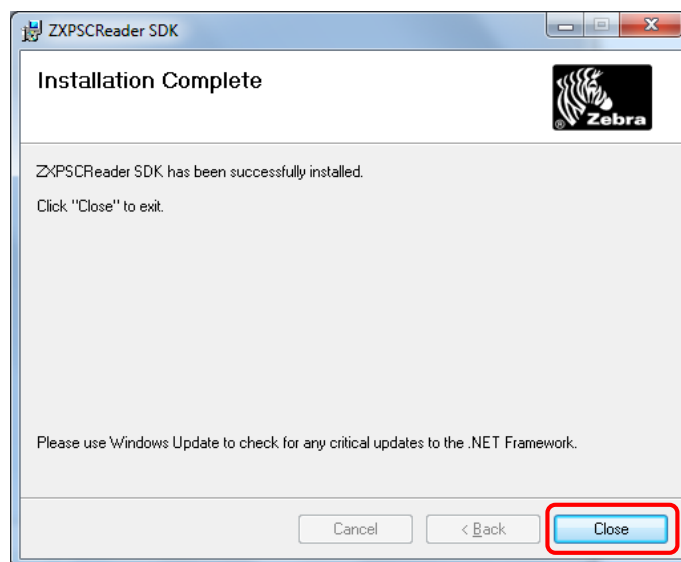 ZXPSCReader SDK
Installation Complete
® Zebra
ZXPSCReader SDK has been successfully installed.
Click "Close" to exit.
Please use Windows Update to check for any critical updates to the .NET Framework.
Cancel
< Back
Close